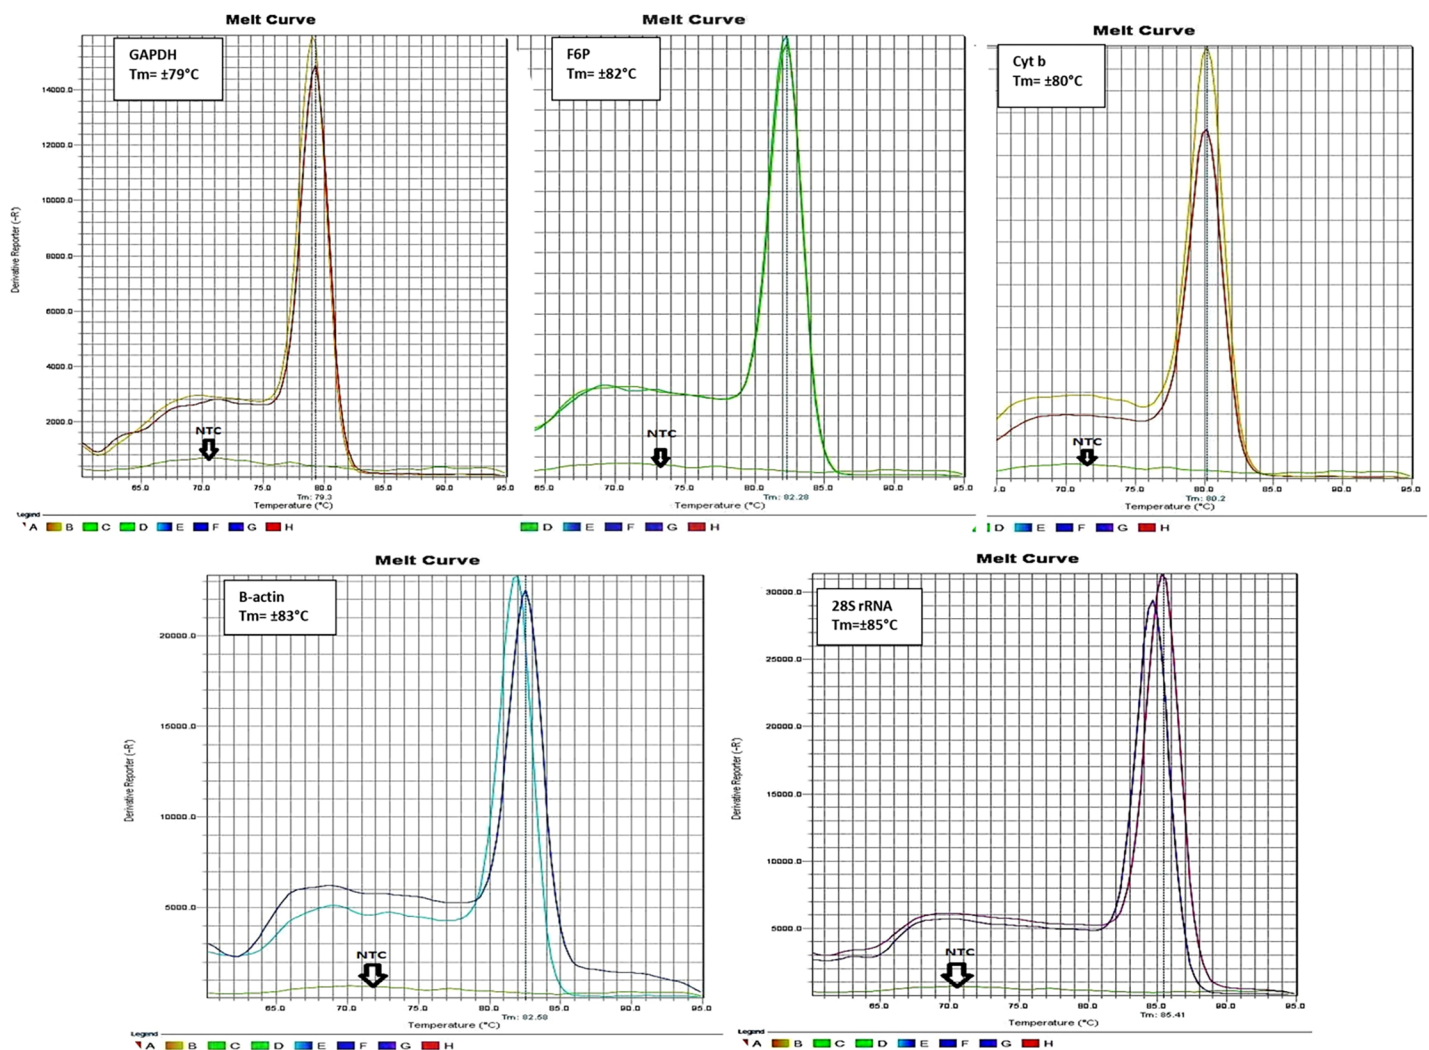 Melt Curve
GAPDH
Tm= ±79°C
14000.0
12000.0
10000.0
8000.0
6000.0
4000.0
2000.0
Derivative Reporter (-R')
NTC
65.0 70.0 75.0 80.0 85.0 90.0 95.0
Tm: 79.3
Temperature (°C)
Legend
A B C D E F G H
Melt Curve
F6P
Tm= ±82°C
NTC
65.0 70.0 75.0 80.0 85.0 90.0 95.0
Tm: 82.28
Temperature (°C)
D E F G H
Melt Curve
Cyt b
Tm= ±80°C
NTC
5.0 70.0 75.0 80.0 85.0 90.0 95.0
Tm: 80.2
Temperature (°C)
D E F G H
Melt Curve
B-actin
Tm= ±83°C
20000.0
15000.0
10000.0
5000.0
Derivative Reporter (-R')
NTC
65.0 70.0 75.0 80.0 85.0 90.0 95.0
Tm: 82.58
Temperature (°C)
Legend
A B C D E F G H
Melt Curve
28S rRNA
Tm=±85°C
30000.0
25000.0
20000.0
15000.0
10000.0
5000.0
Derivative Reporter (-R')
NTC
65.0 70.0 75.0 80.0 85.0 90.0 95.0
Tm: 85.41
Temperature (°C)
Legend
A B C D E F G H